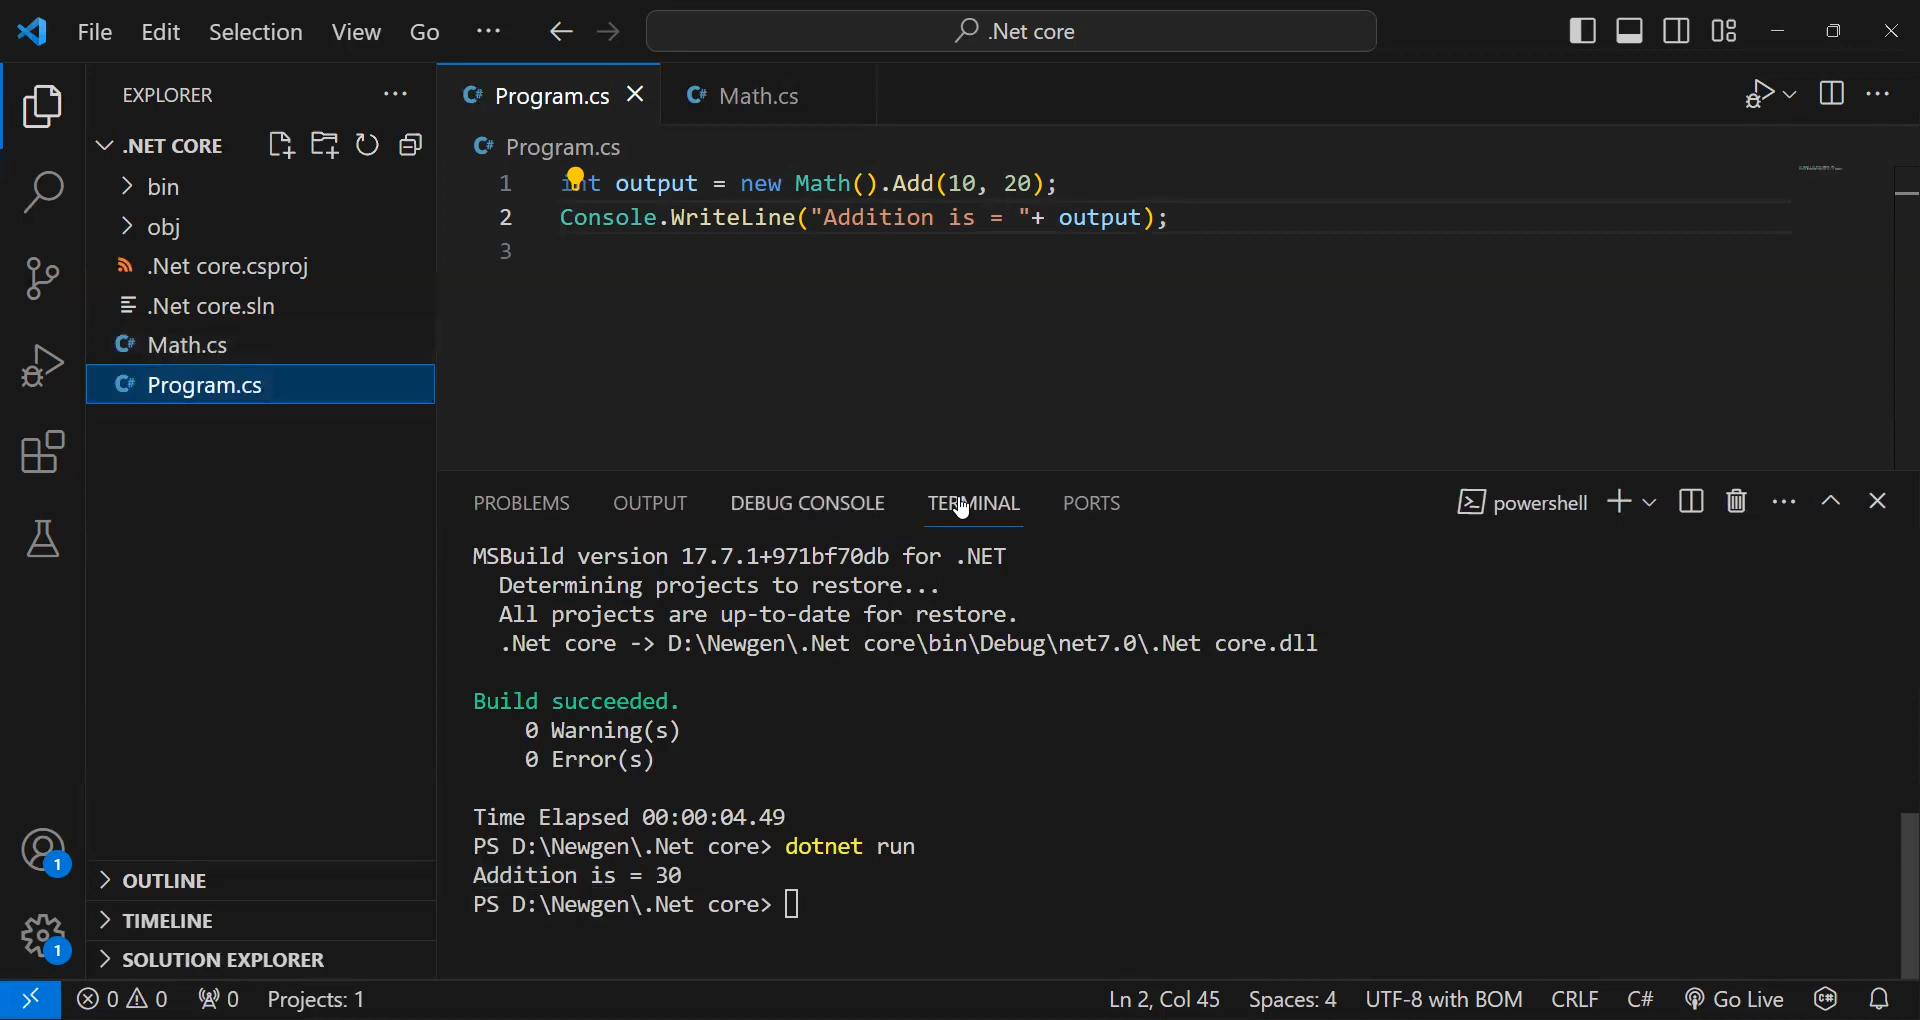 File Edit Selection View Go ··· .Net core
EXPLORER ···
.NET CORE
bin
obj
.Net core.csproj
.Net core.sln
C# Math.cs
C# Program.cs
OUTLINE
TIMELINE
SOLUTION EXPLORER
C# Program.cs C# Math.cs
C# Program.cs
1 int output = new Math().Add(10, 20);
2 Console.WriteLine("Addition is = "+ output);
3
PROBLEMS OUTPUT DEBUG CONSOLE TERMINAL PORTS powershell
MSBuild version 17.7.1+971bf70db for .NET
Determining projects to restore...
All projects are up-to-date for restore.
.Net core -> D:\Newgen\.Net core\bin\Debug\net7.0\.Net core.dll
Build succeeded.
0 Warning(s)
0 Error(s)
Time Elapsed 00:00:04.49
PS D:\Newgen\.Net core> dotnet run
Addition is = 30
PS D:\Newgen\.Net core>
1
1
0 0 0 Projects: 1 Ln 2, Col 45 Spaces: 4 UTF-8 with BOM CRLF C# Go Live